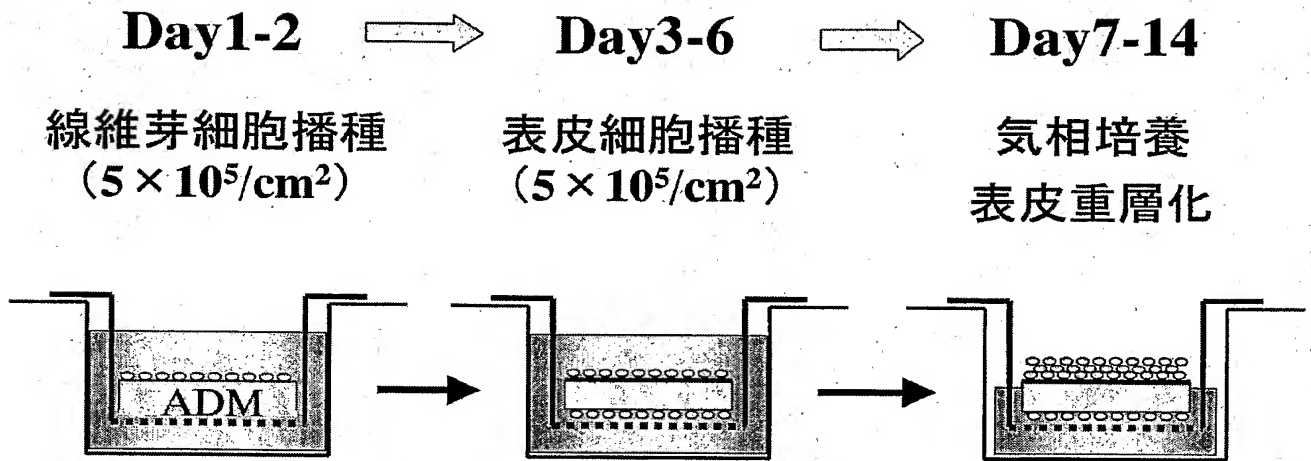 Day1-2
Day3-6
Day7-14
線維芽細胞播種
(5×10⁵/cm²)
表皮細胞播種
(5×10⁵/cm²)
気相培養
表皮重層化
ADM